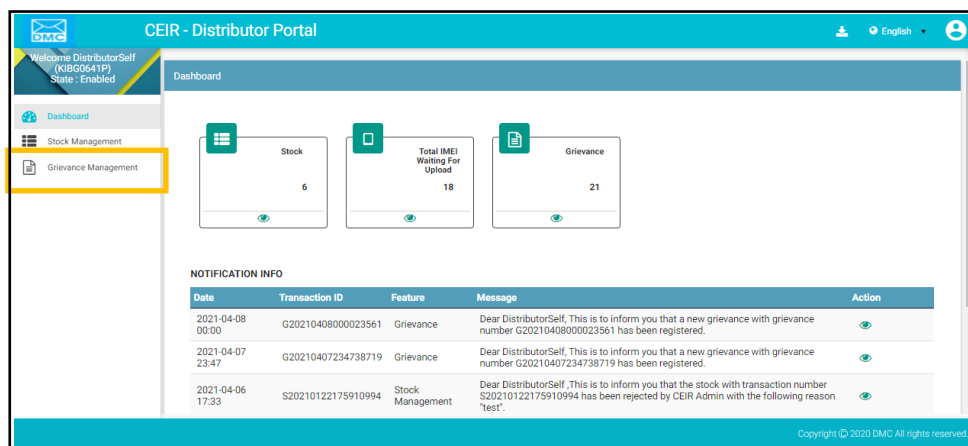 DMC
CEIR - Distributor Portal
English
Welcome DistributorSelf
(KIBG0641P)
State : Enabled
Dashboard
Dashboard
Stock Management
Grievance Management
Stock
6
Total IMEI
Waiting For
Upload
18
Grievance
21
NOTIFICATION INFO
Date Transaction ID Feature Message Action
2021-04-08
00:00
G20210408000023561
Grievance
Dear DistributorSelf, This is to inform you that a new grievance with grievance
number G20210408000023561 has been registered.
2021-04-07
23:47
G20210407234738719
Grievance
Dear DistributorSelf, This is to inform you that a new grievance with grievance
number G20210407234738719 has been registered.
2021-04-06
17:33
S20210122175910994
Stock
Management
Dear DistributorSelf ,This is to inform you that the stock with transaction number
S20210122175910994 has been rejected by CEIR Admin with the following reason
"test".
Copyright © 2020 DMC All rights reserved.